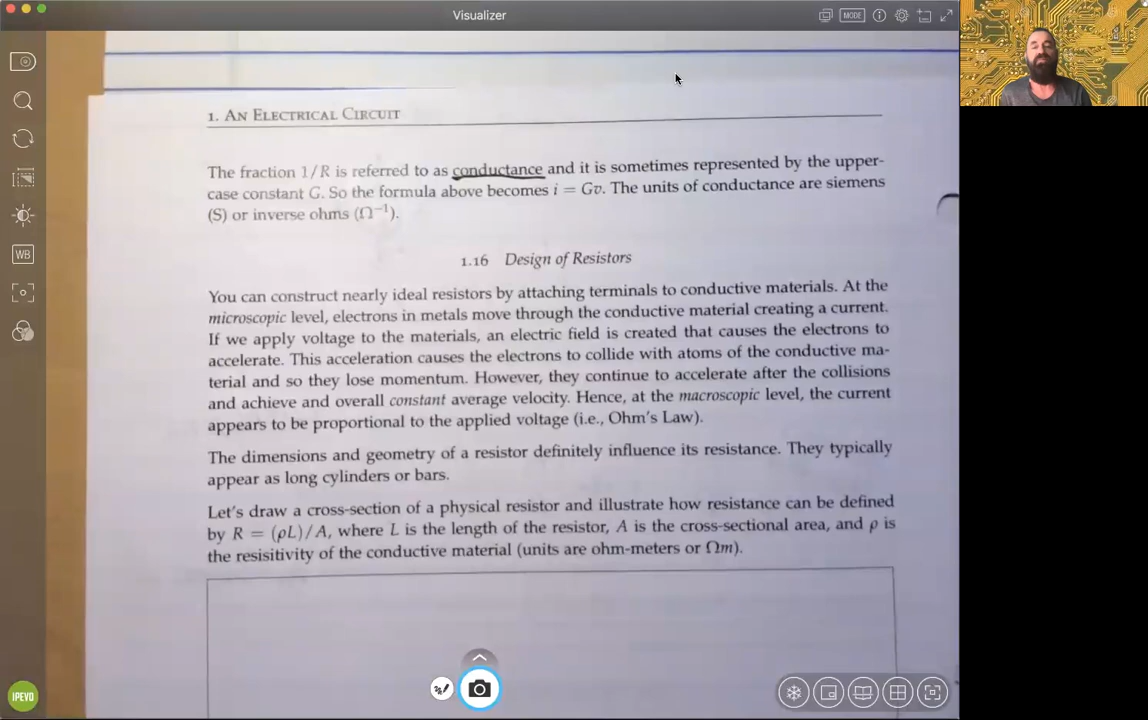 Visualizer
MODE
WB
IPEVO
1. An Electrical Circuit
The fraction 1/R is referred to as conductance and it is sometimes represented by the upper-
case constant G. So the formula above becomes i = Gv. The units of conductance are siemens
(S) or inverse ohms (Ω⁻¹).
1.16 Design of Resistors
You can construct nearly ideal resistors by attaching terminals to conductive materials. At the
microscopic level, electrons in metals move through the conductive material creating a current.
If we apply voltage to the materials, an electric field is created that causes the electrons to
accelerate. This acceleration causes the electrons to collide with atoms of the conductive ma-
terial and so they lose momentum. However, they continue to accelerate after the collisions
and achieve and overall constant average velocity. Hence, at the macroscopic level, the current
appears to be proportional to the applied voltage (i.e., Ohm's Law).
The dimensions and geometry of a resistor definitely influence its resistance. They typically
appear as long cylinders or bars.
Let's draw a cross-section of a physical resistor and illustrate how resistance can be defined
by R = (ρL)/A, where L is the length of the resistor, A is the cross-sectional area, and ρ is
the resisitivity of the conductive material (units are ohm-meters or Ωm).